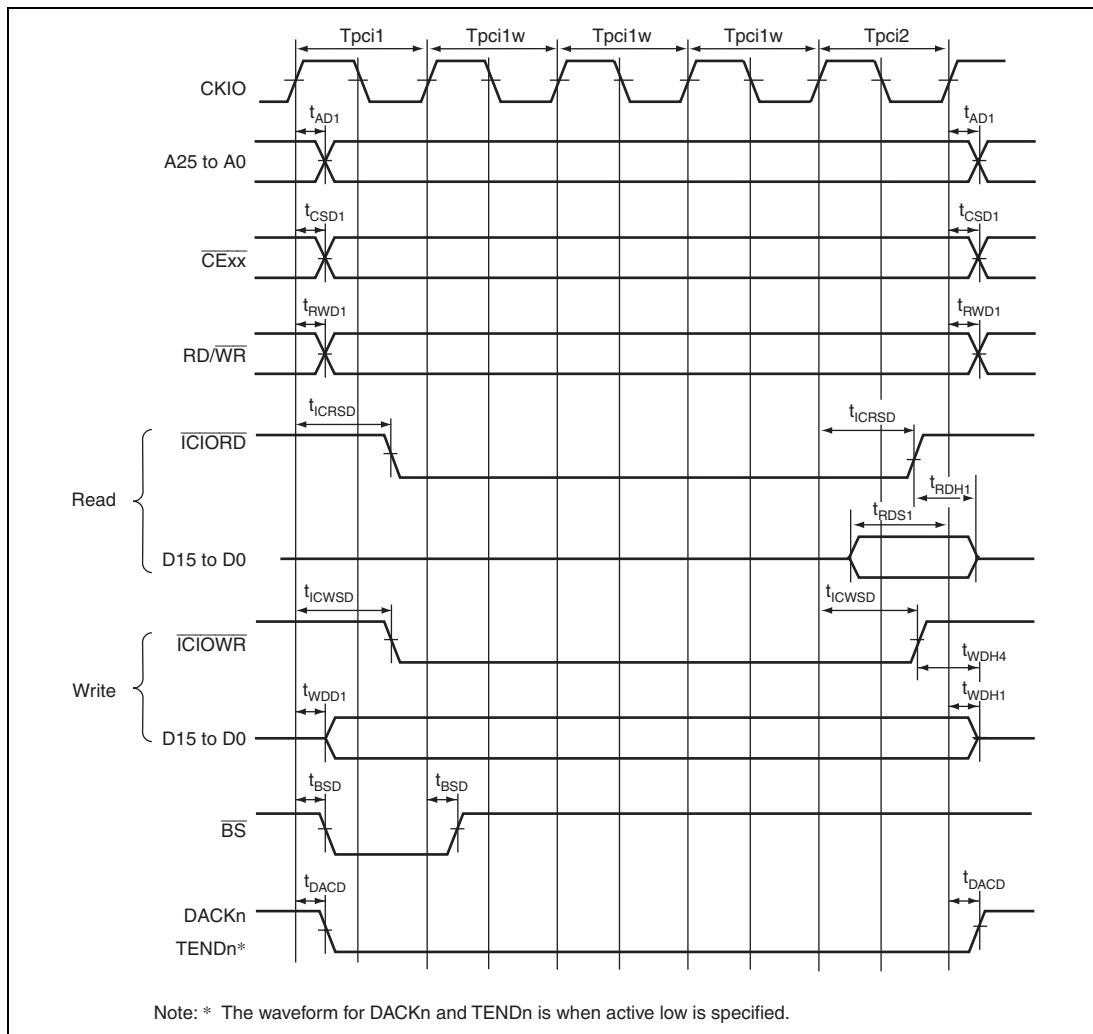 Tpci1 Tpci1w Tpci1w Tpci1w Tpci2
CKIO
tAD1 tAD1
A25 to A0
tCSD1 tCSD1
CExx
tRWD1 tRWD1
RD/WR
tICRSD tICRSD
ICIORD
tRDH1
Read
tRDS1
D15 to D0
tICWSD tICWSD
ICIOWR
tWDH4
Write
tWDD1 tWDH1
D15 to D0
tBSD tBSD
BS
tDACD tDACD
DACKn
TENDn*
Note: * The waveform for DACKn and TENDn is when active low is specified.